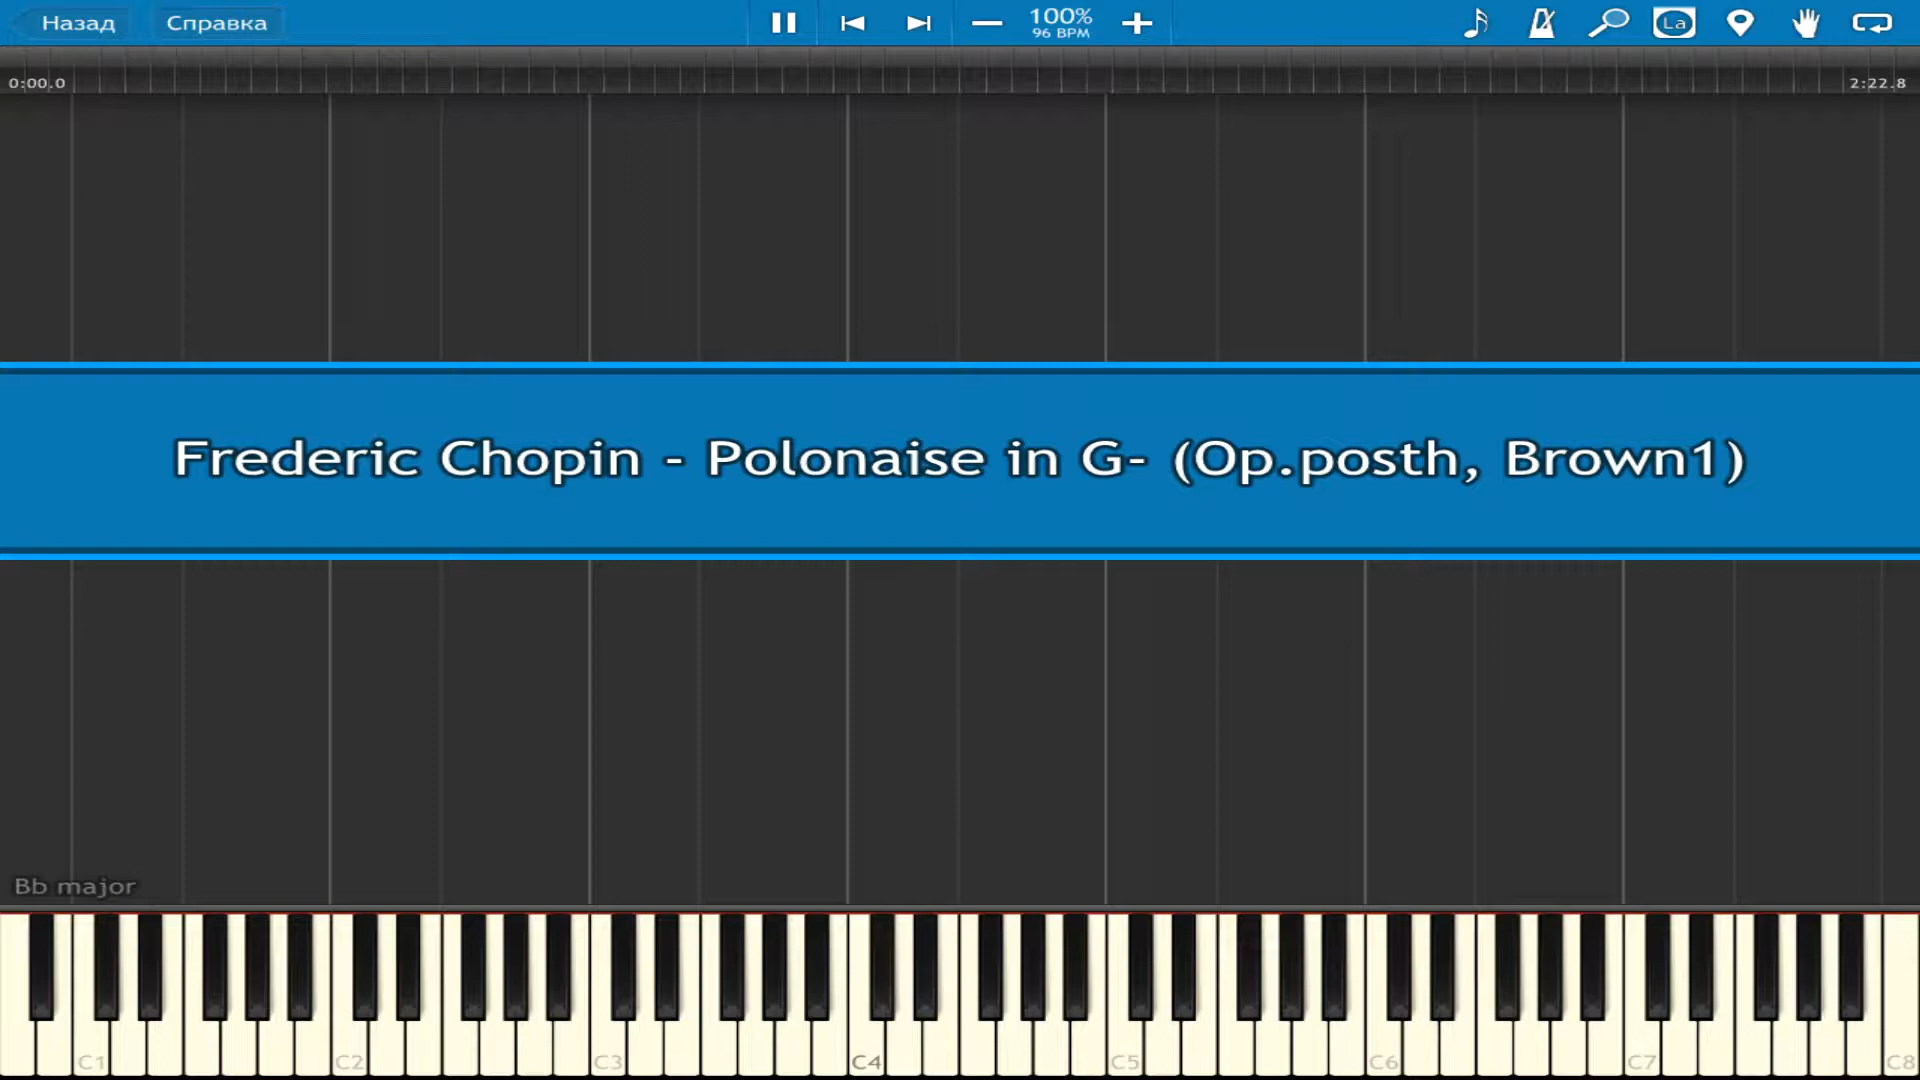 Назад Справка 100% La
96 BPM
0:00.0 2:22.8
Frederic Chopin - Polonaise in G- (Op.posth, Brown1)
Bb major
C1 C2 C3 C4 C5 C6 C7 C8